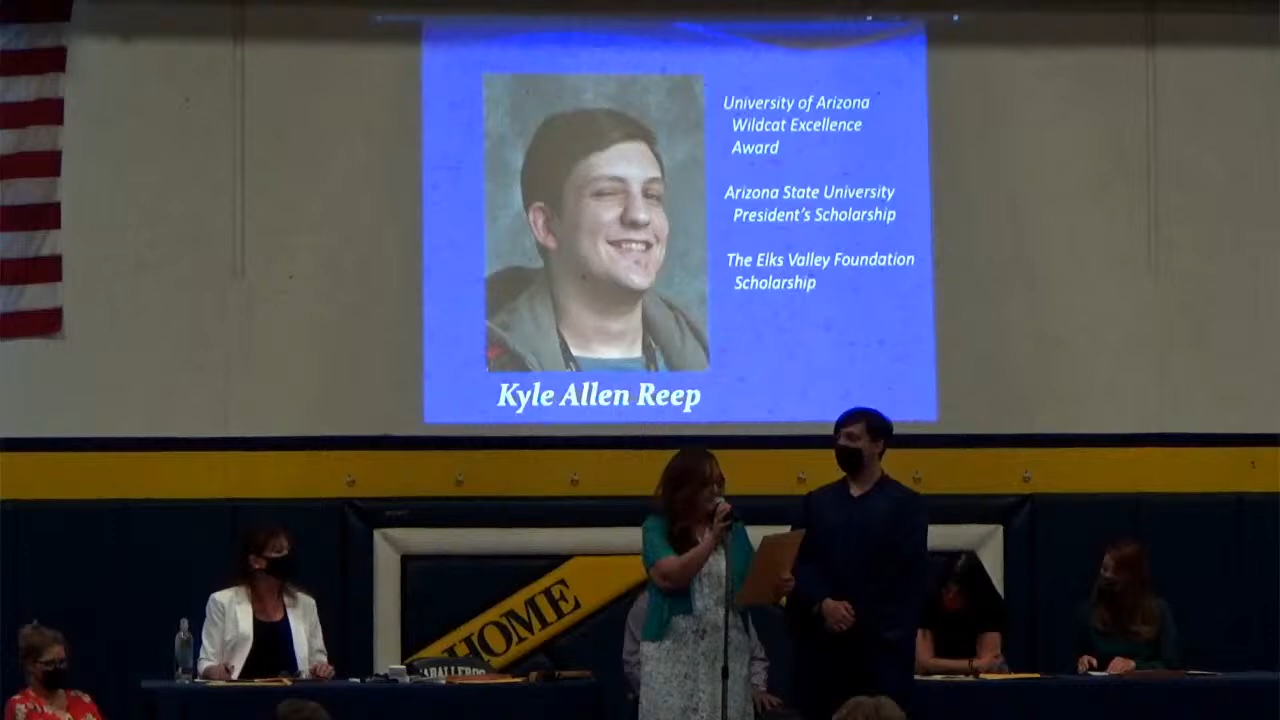 University of Arizona
Wildcat Excellence
Award
Arizona State University
President's Scholarship
The Elks Valley Foundation
Scholarship
Kyle Allen Reep
HOME
CABALLEROS